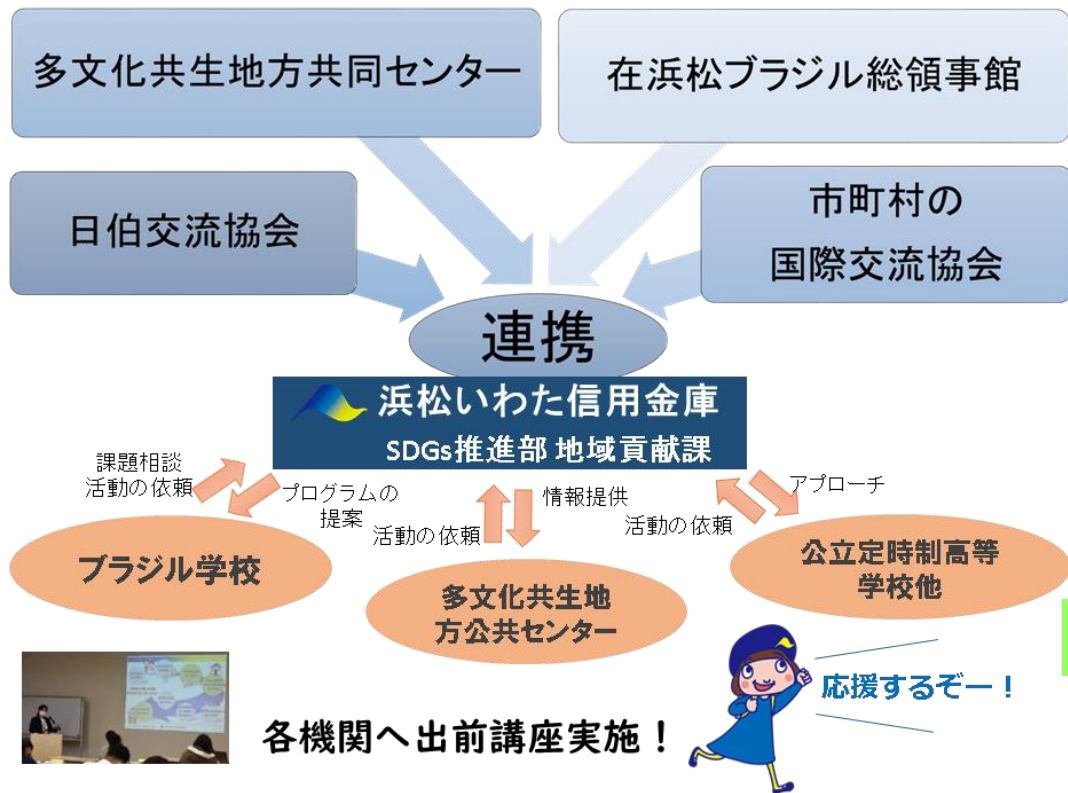 多文化共生地方共同センター
在浜松ブラジル総領事館
日伯交流協会
市町村の
国際交流協会
連携
浜松いわた信用金庫
SDGs推進部 地域貢献課
課題相談
活動の依頼
プログラムの
提案
活動の依頼
情報提供
活動の依頼
アプローチ
ブラジル学校
多文化共生地
方公共センター
公立定時制高等
学校他
応援するぞー！
各機関へ出前講座実施！